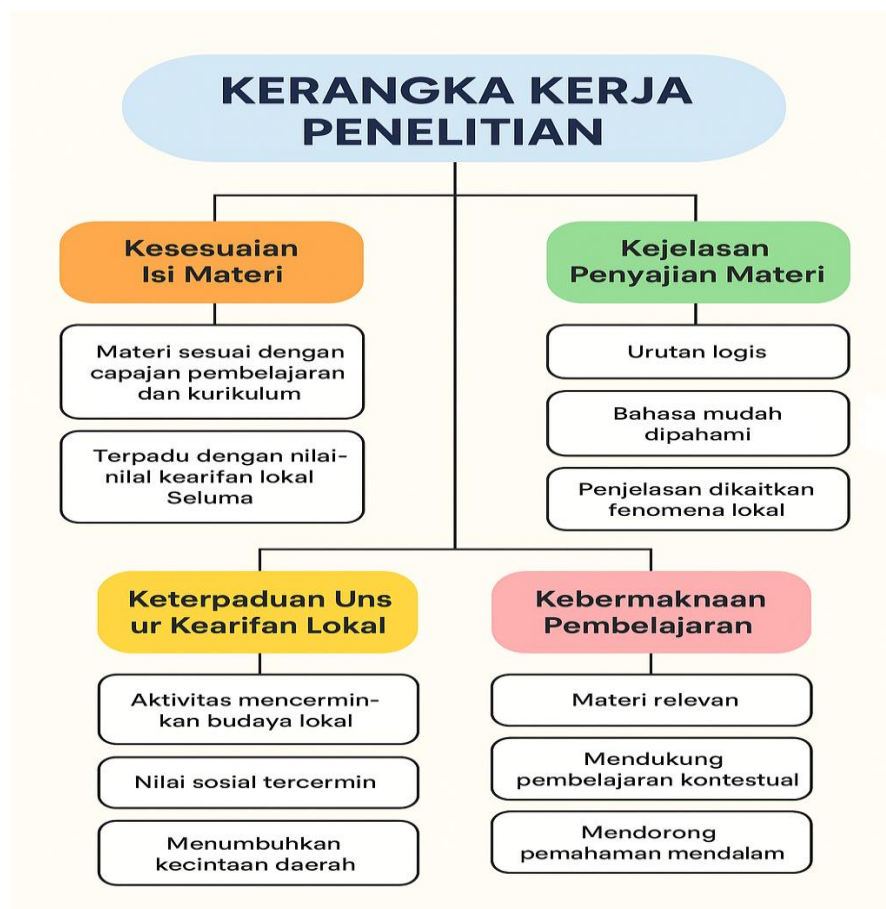 KERANGKA KERJA
PENELITIAN
Kesesuaian
Isi Materi
Materi sesuai dengan
capajan pembelajaran
dan kurikulum
Terpadu dengan nilai-
nilal kearifan lokal
Seluma
Kejelasan
Penyajian Materi
Urutan logis
Bahasa mudah
dipahami
Penjelasan dikaitkan
fenomena lokal
Keterpaduan Uns
ur Kearifan Lokal
Aktivitas mencermin-
kan budaya lokal
Nilai sosial tercermin
Menumbuhkan
kecintaan daerah
Kebermaknaan
Pembelajaran
Materi relevan
Mendukung
pembelajaran kontestual
Mendorong
pemahaman mendalam